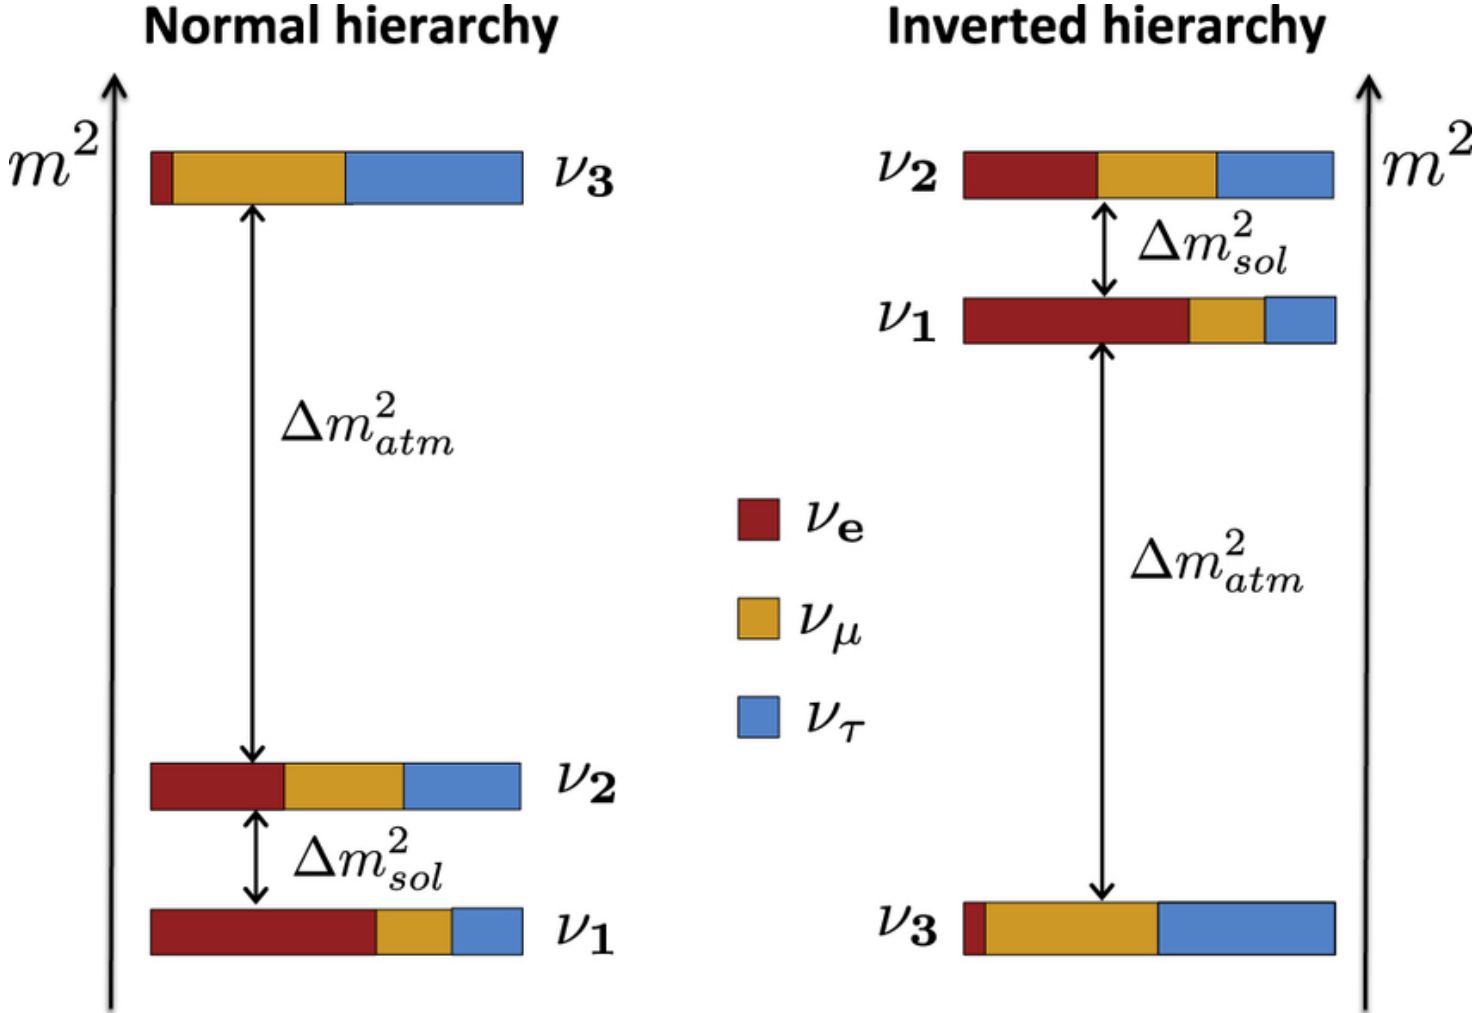 Normal hierarchy
Inverted hierarchy
m²
ν₃
ν₂
m²
Δm²sol
ν₁
Δm²atm
νe
Δm²atm
νμ
ντ
ν₂
Δm²sol
ν₁
ν₃